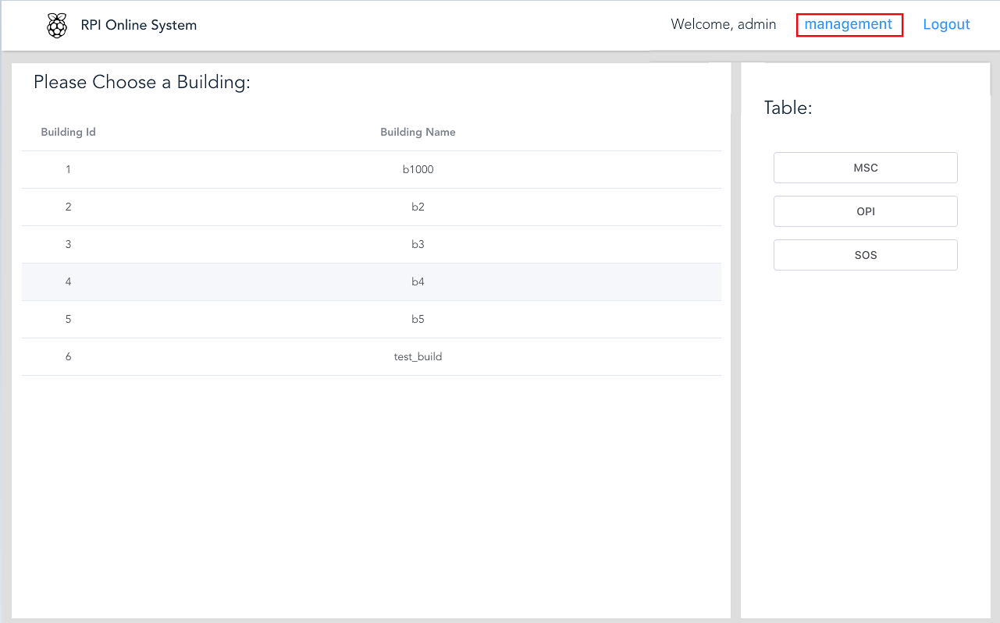 RPI Online System
Welcome, admin management Logout
Please Choose a Building:
Building Id Building Name
1 b1000
2 b2
3 b3
4 b4
5 b5
6 test_build
Table:
MSC
OPI
SOS